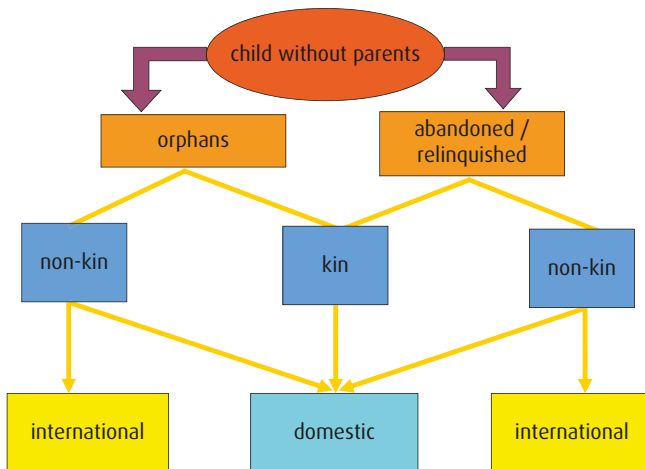 child without parents
orphans
abandoned /
relinquished
non-kin
kin
non-kin
international
domestic
international